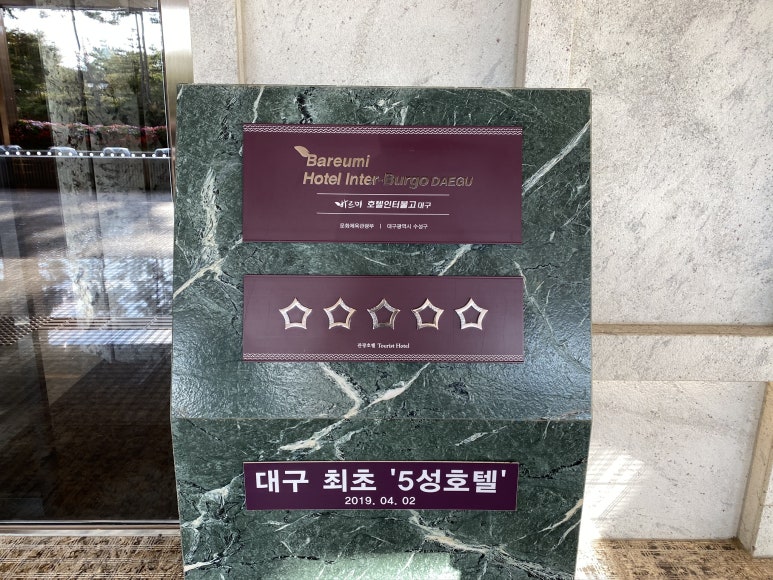 Bareumi
Hotel Inter-Burgo DAEGU
바르미 호텔인터불고 대구
문화체육관광부 | 대구광역시 수성구
관광호텔 Tourist Hotel
대구 최초 '5성호텔'
2019. 04. 02